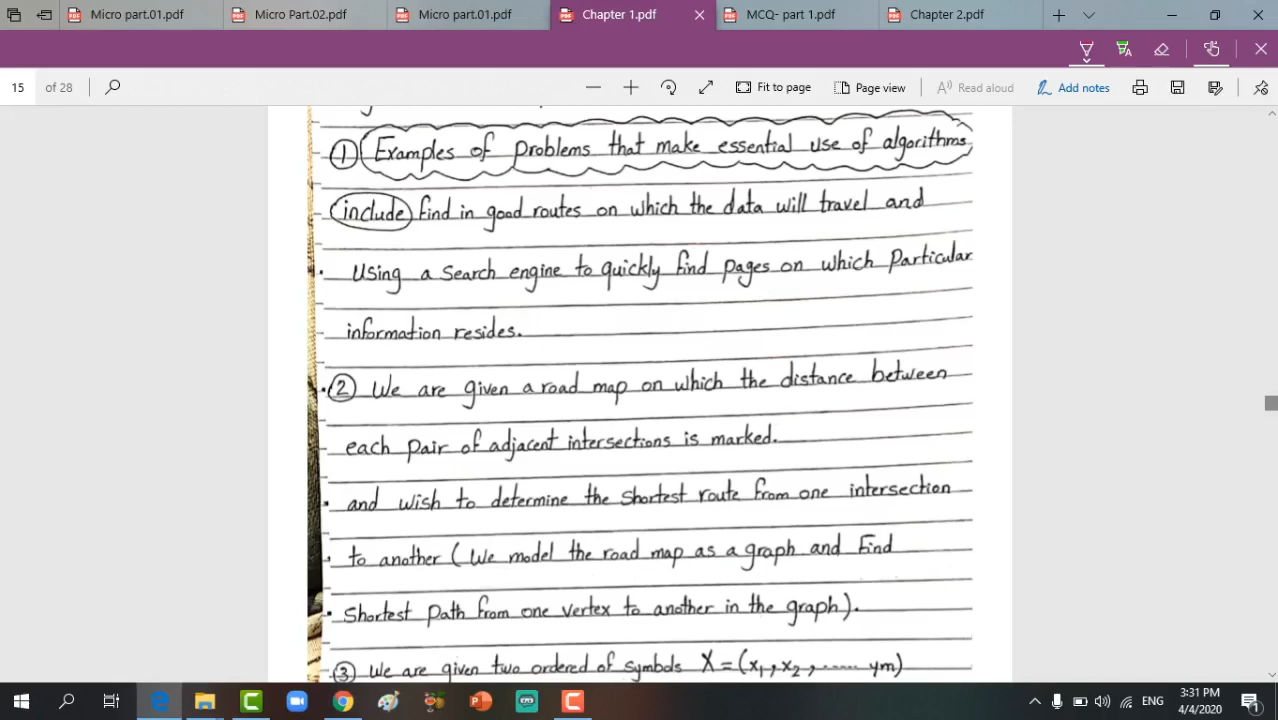 Micro part.01.pdf
Micro Part.02.pdf
Micro part.01.pdf
Chapter 1.pdf
MCQ- part 1.pdf
Chapter 2.pdf
15 of 28
Fit to page
Page view
Read aloud
Add notes
① Examples of problems that make essential use of algorithms
include find in good routes on which the data will travel and
Using a search engine to quickly find pages on which particular
information resides.
② We are given a road map on which the distance between
each pair of adjacent intersections is marked.
and wish to determine the shortest route from one intersection
to another (We model the road map as a graph and find
shortest path from one vertex to another in the graph).
③ We are given two ordered of symbols X=(x₁,x₂,...... ym)
ENG
3:31 PM
4/4/2020